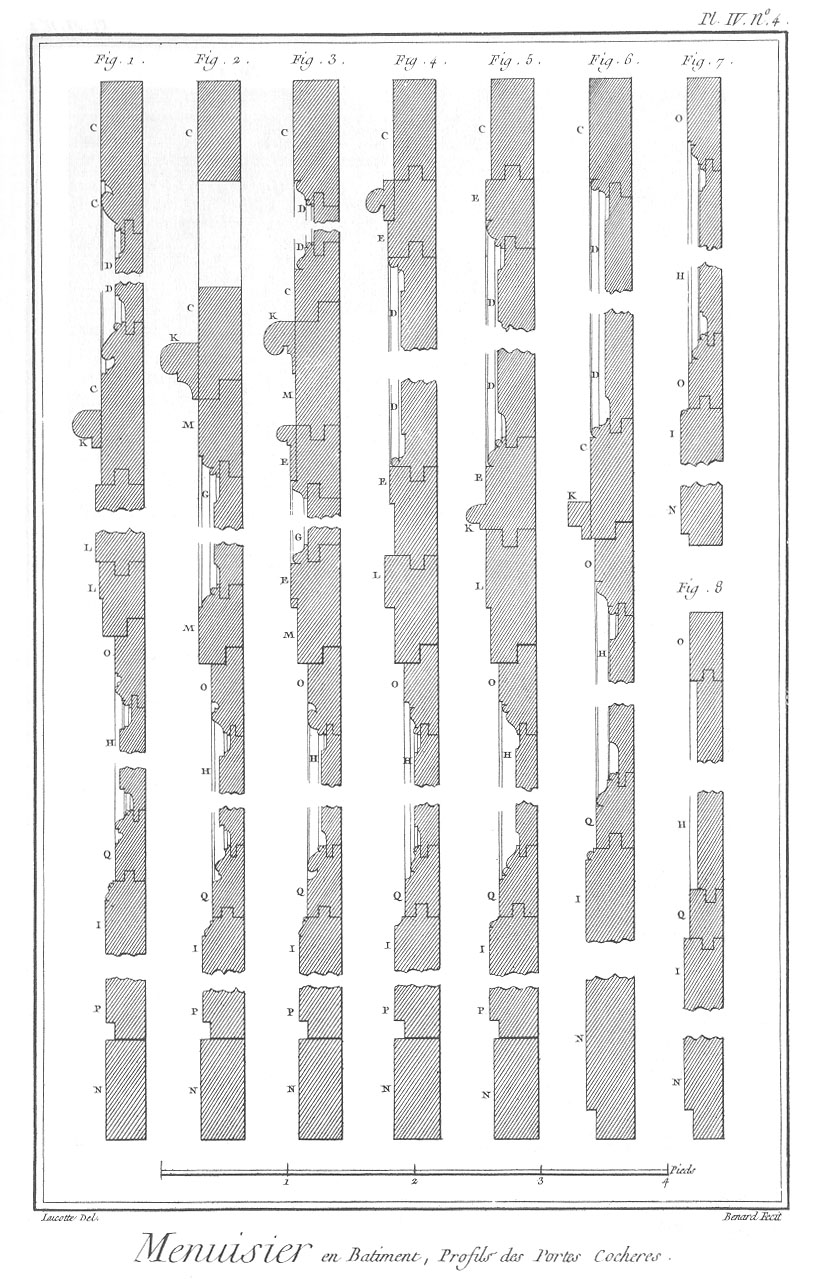 Pl. IV. N.º 4.
Fig. 1. Fig. 2. Fig. 3. Fig. 4. Fig. 5. Fig. 6. Fig. 7.
C C C C C C O
C E D
D D E D H
D D C D D O
C K C K M D D C I
K M E E E K N
G G L K O
L L M E M L H
Fig. 8
O O O O O O
H H H H H H
Q Q Q Q Q Q Q
I I I I I I I
P P P P P N N
N N N N N
1 2 3 4 Pieds
Lucotte Del. Benard Fecit
Menuisier en Batiment, Profils des Portes Cocheres.